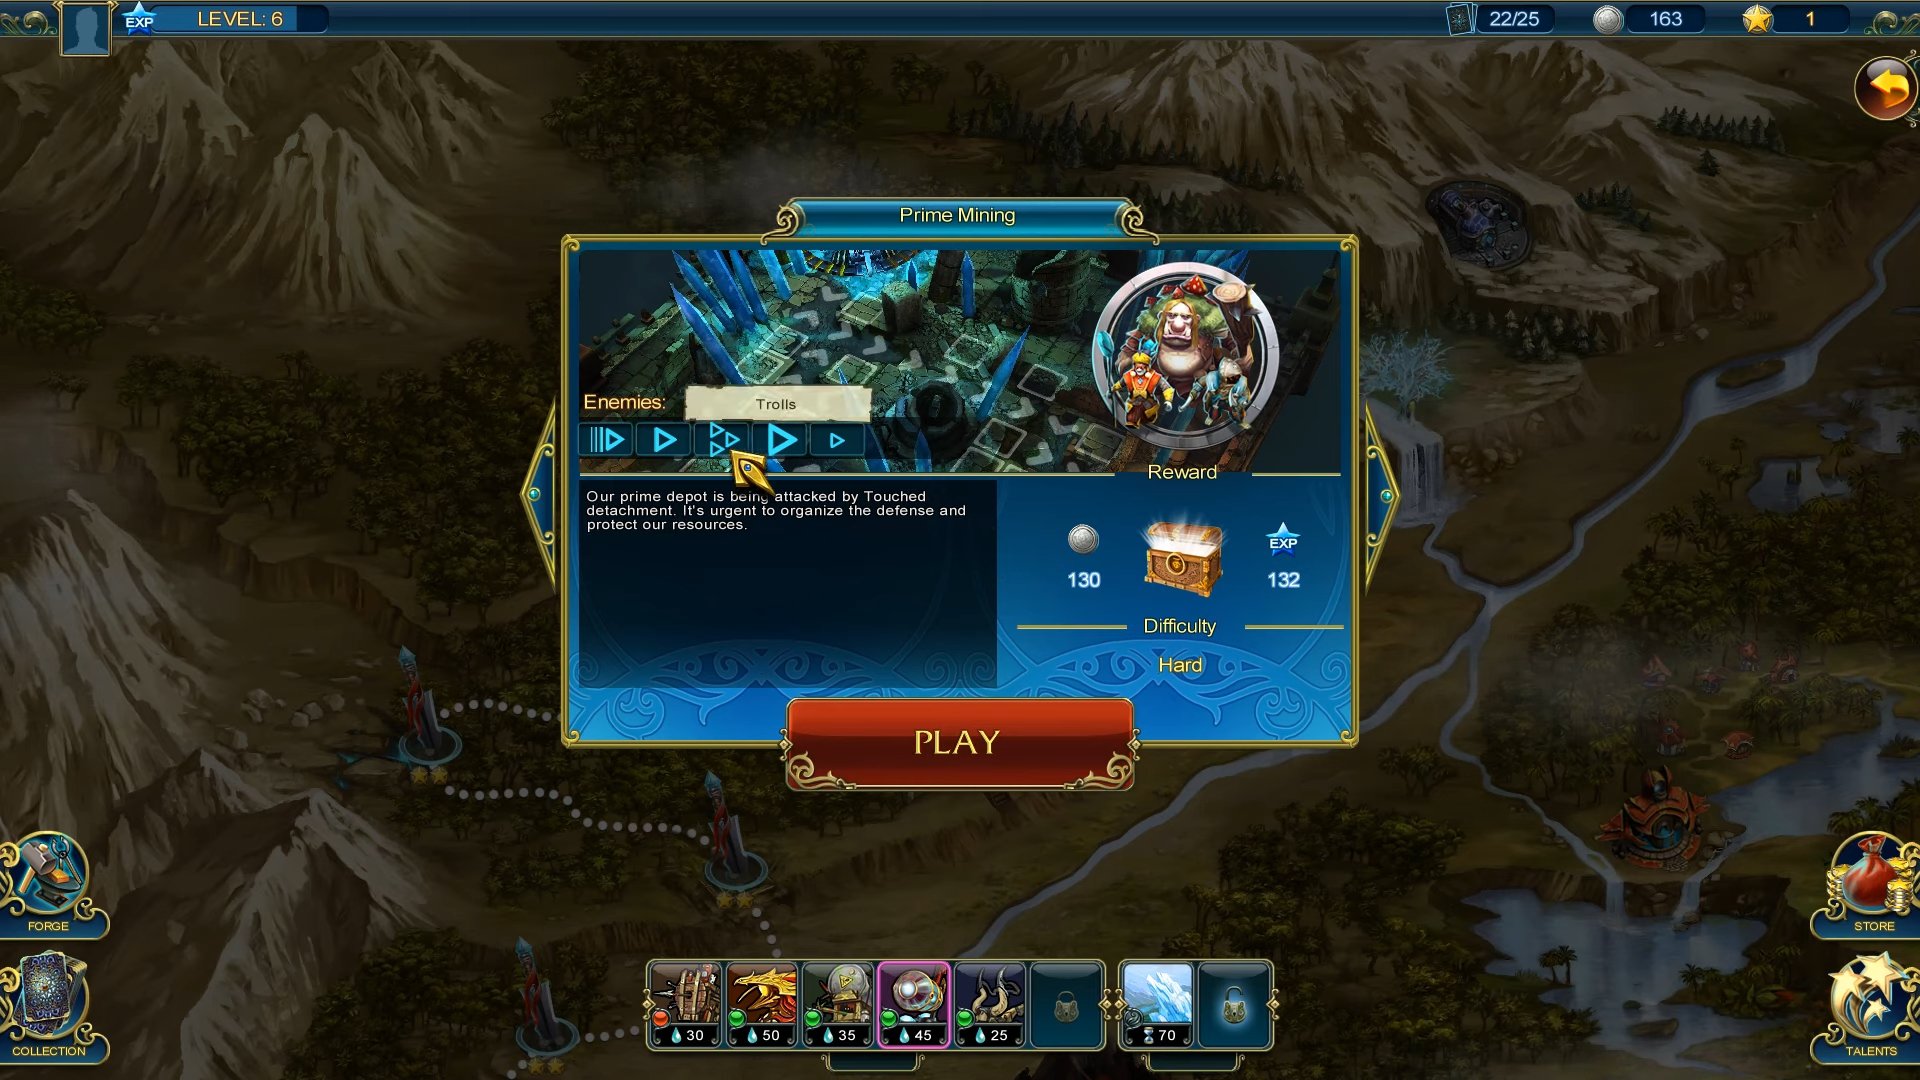 EXP
LEVEL: 6
22/25
163
1
Prime Mining
Enemies:
Trolls
Reward
Our prime depot is being attacked by Touched
detachment. It's urgent to organize the defense and
protect our resources.
EXP
130
132
Difficulty
Hard
PLAY
FORGE
STORE
COLLECTION
30
50
35
45
25
70
TALENTS